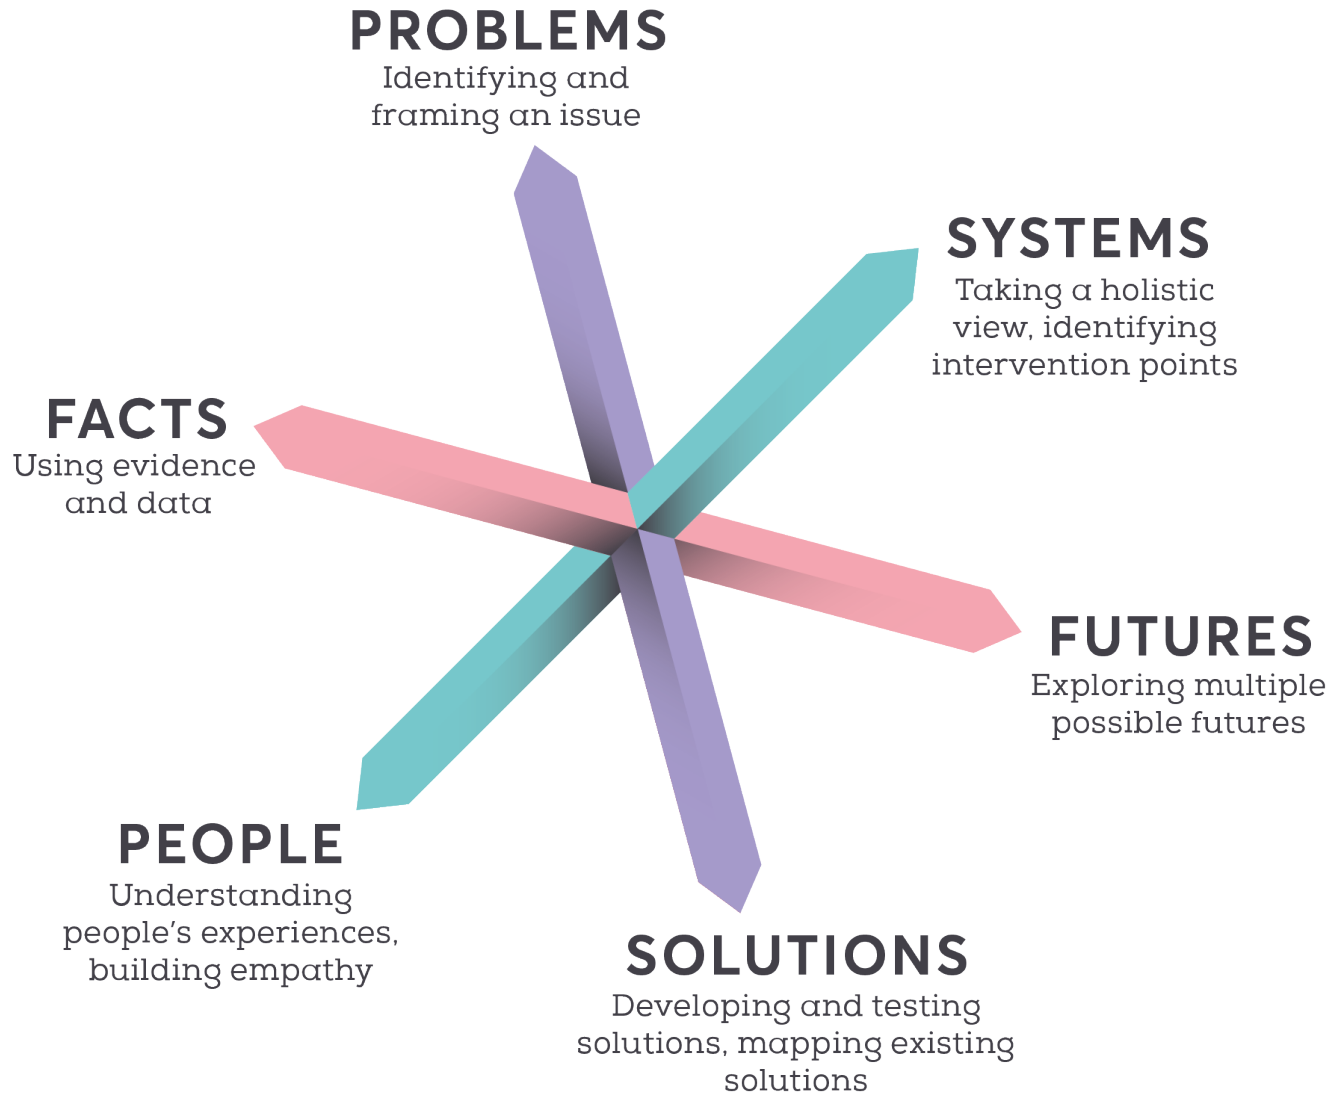 PROBLEMS
Identifying and
framing an issue
SYSTEMS
Taking a holistic
view, identifying
intervention points
FACTS
Using evidence
and data
FUTURES
Exploring multiple
possible futures
PEOPLE
Understanding
people's experiences,
building empathy
SOLUTIONS
Developing and testing
solutions, mapping existing
solutions